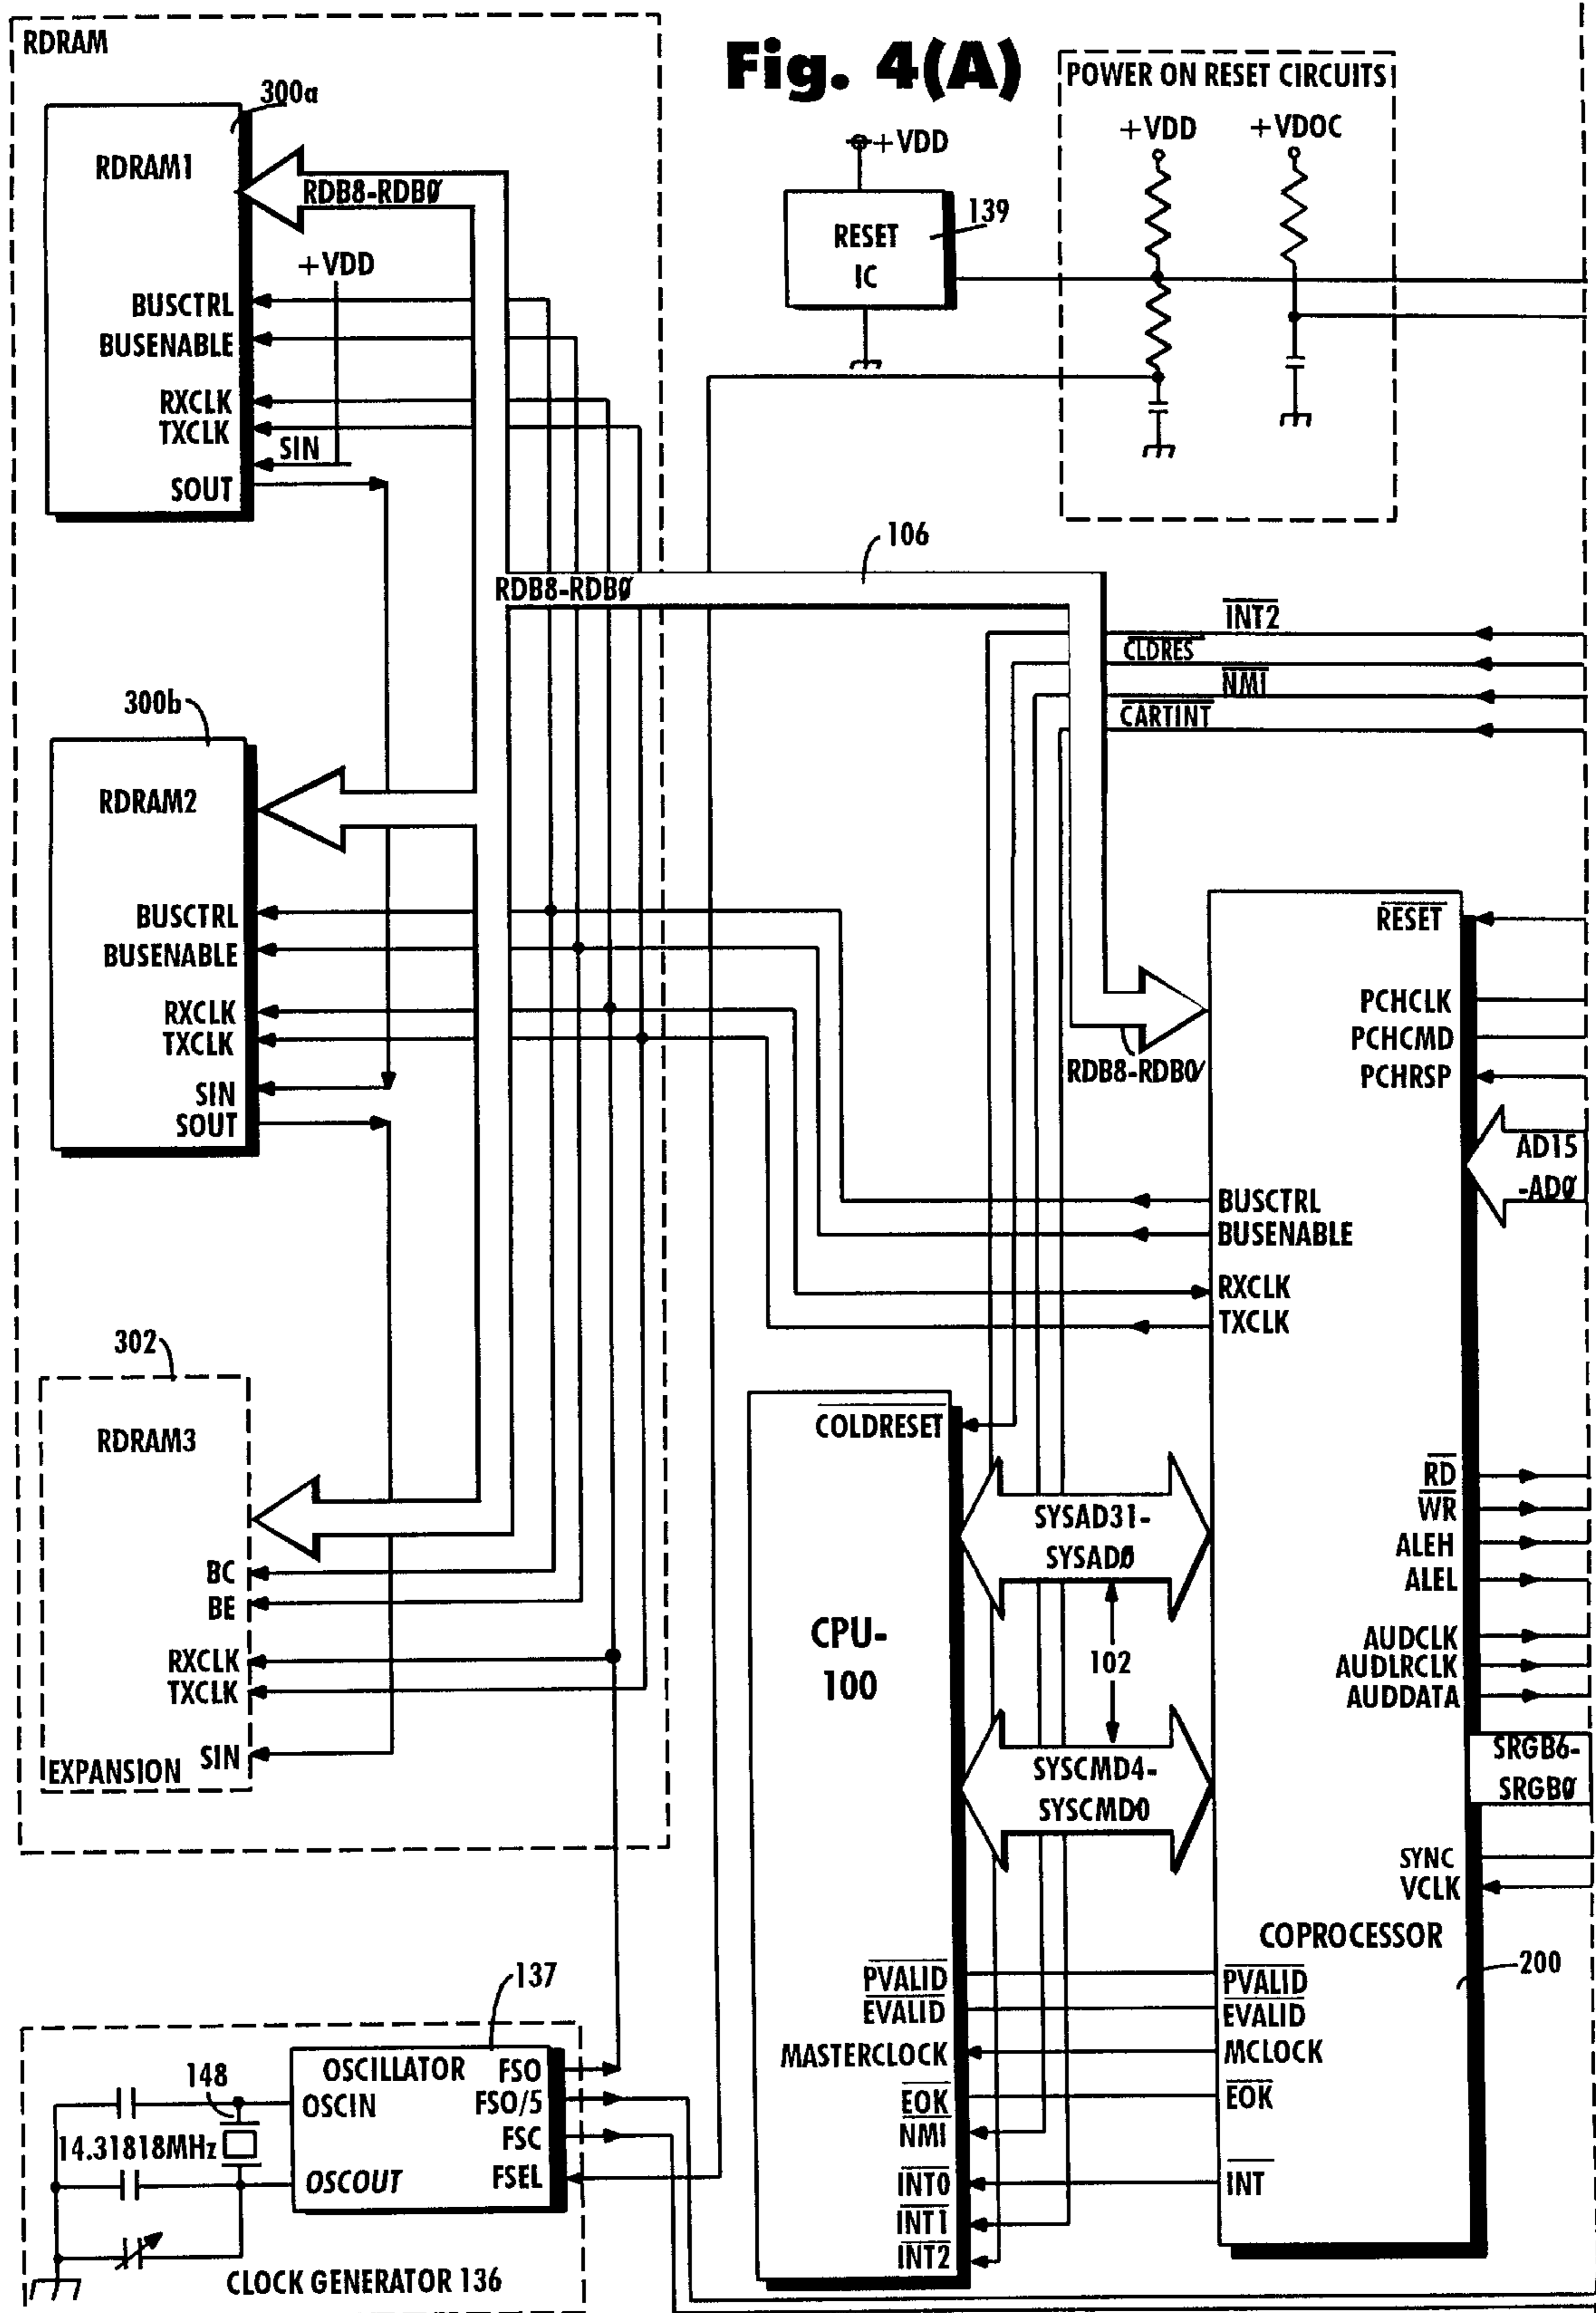 Fig. 4(A)
RDRAM
300a
RDRAM1
RDB8-RDB0
+VDD
BUSCTRL
BUSENABLE
RXCLK
TXCLK
SIN
SOUT
POWER ON RESET CIRCUITS
+VDD
+VDOC
+VDD
RESET
IC
139
106
RDB8-RDB0
INT2
CLDRES
NMI
CARTINT
300b
RDRAM2
BUSCTRL
BUSENABLE
RXCLK
TXCLK
SIN
SOUT
RDB8-RDB0
RESET
PCHCLK
PCHCMD
PCHRSP
AD15
-AD0
BUSCTRL
BUSENABLE
RXCLK
TXCLK
302
RDRAM3
BC
BE
RXCLK
TXCLK
SIN
EXPANSION
COLDRESET
SYSAD31-
SYSAD0
CPU-
100
102
SYSCMD4-
SYSCMD0
RD
WR
ALEH
ALEL
AUDCLK
AUDLRCLK
AUDDATA
SRGB6-
SRGB0
SYNC
VCLK
COPROCESSOR
200
PVALID
EVALID
MASTERCLOCK
EOK
NMI
INT0
INT1
INT2
PVALID
EVALID
MCLOCK
EOK
INT
137
OSCILLATOR
148
OSCIN
14.31818MHz
OSCOUT
FSO
FSO/5
FSC
FSEL
CLOCK GENERATOR 136